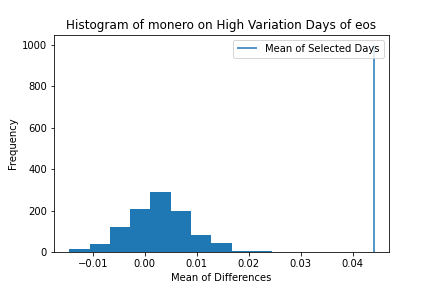 Histogram of monero on High Variation Days of eos
Mean of Selected Days
1000
800
600
400
200
0
Frequency
−0.01 0.00 0.01 0.02 0.03 0.04
Mean of Differences